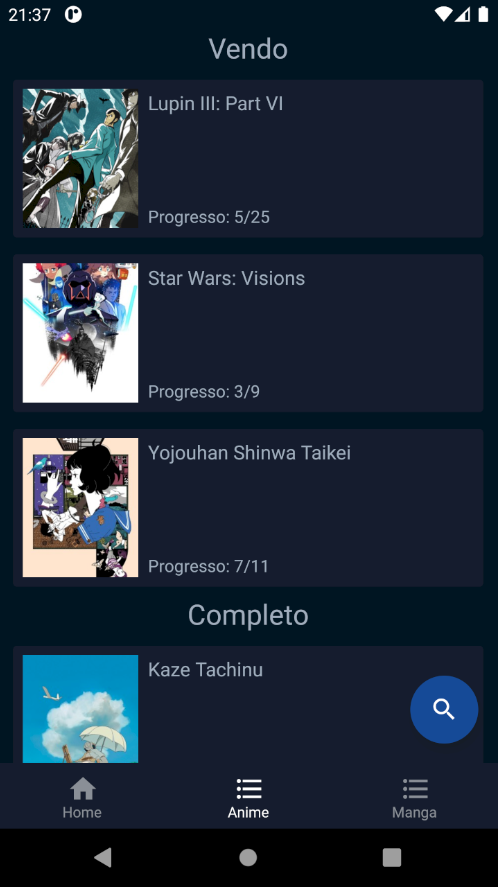 21:37
Vendo
Lupin III: Part VI
Progresso: 5/25
Star Wars: Visions
Progresso: 3/9
Yojouhan Shinwa Taikei
Progresso: 7/11
Completo
Kaze Tachinu
Home
Anime
Manga